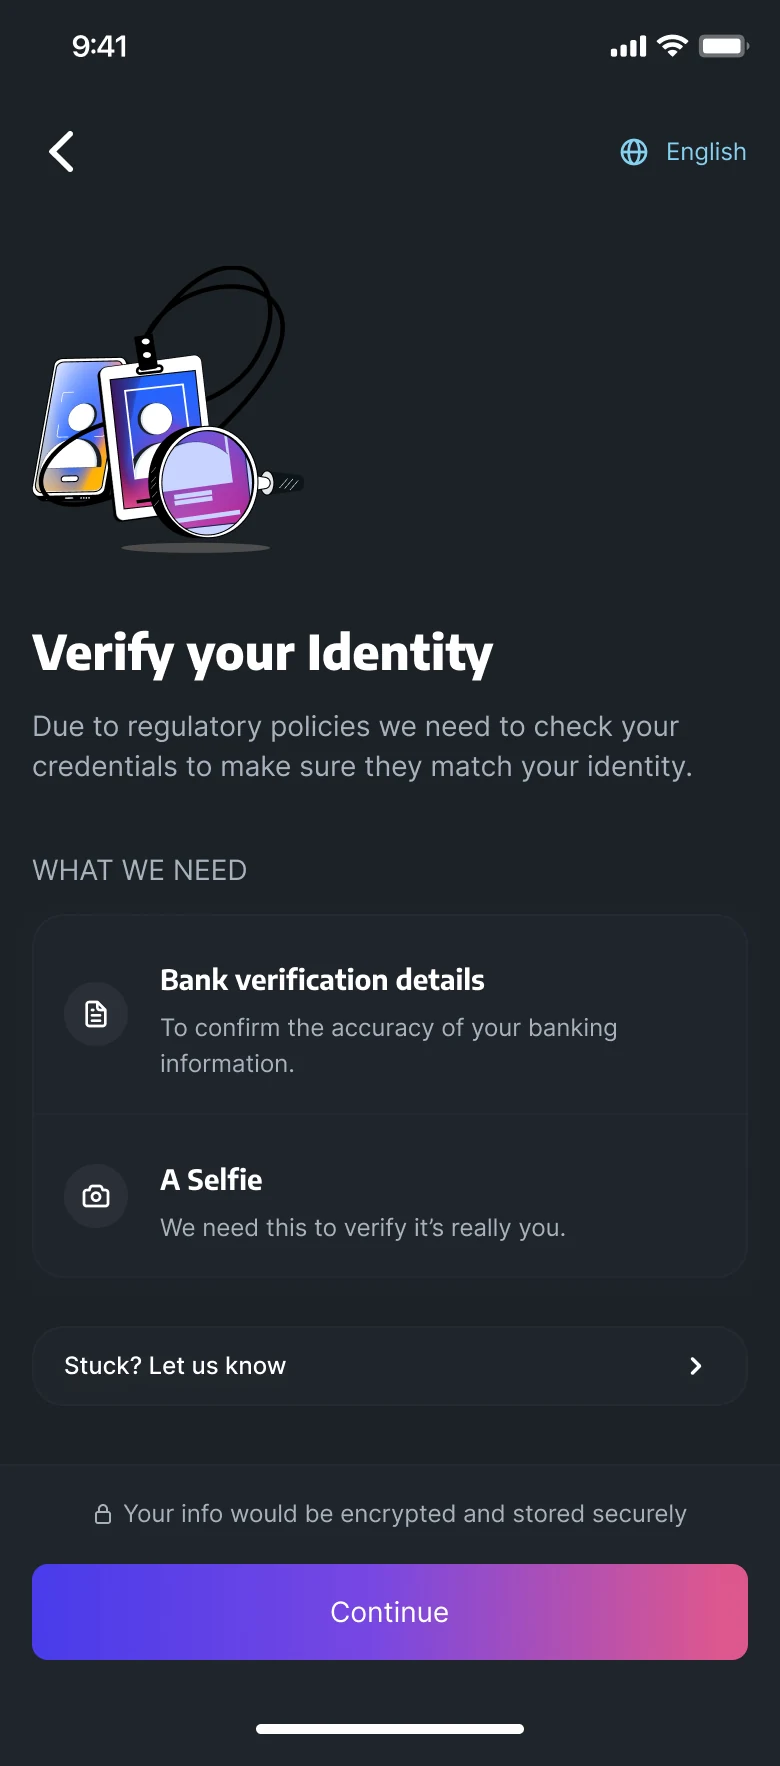 9:41
English
Verify your Identity
Due to regulatory policies we need to check your
credentials to make sure they match your identity.
WHAT WE NEED
Bank verification details
To confirm the accuracy of your banking
information.
A Selfie
We need this to verify it’s really you.
Stuck? Let us know
Your info would be encrypted and stored securely
Continue